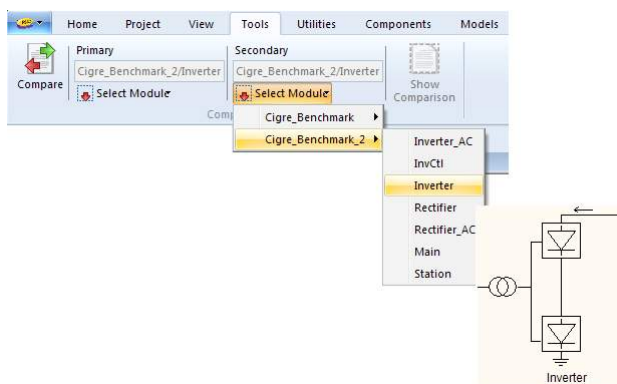 Home Project View Tools Utilities Components Models
Primary
Secondary
Cigre_Benchmark_2/Inverter
Cigre_Benchmark_2/Inverter
Compare
Select Module
Select Module
Show
Comparison
Com
Cigre_Benchmark
Cigre_Benchmark_2
Inverter_AC
InvCtl
Inverter
Rectifier
Rectifier_AC
Main
Station
Inverter